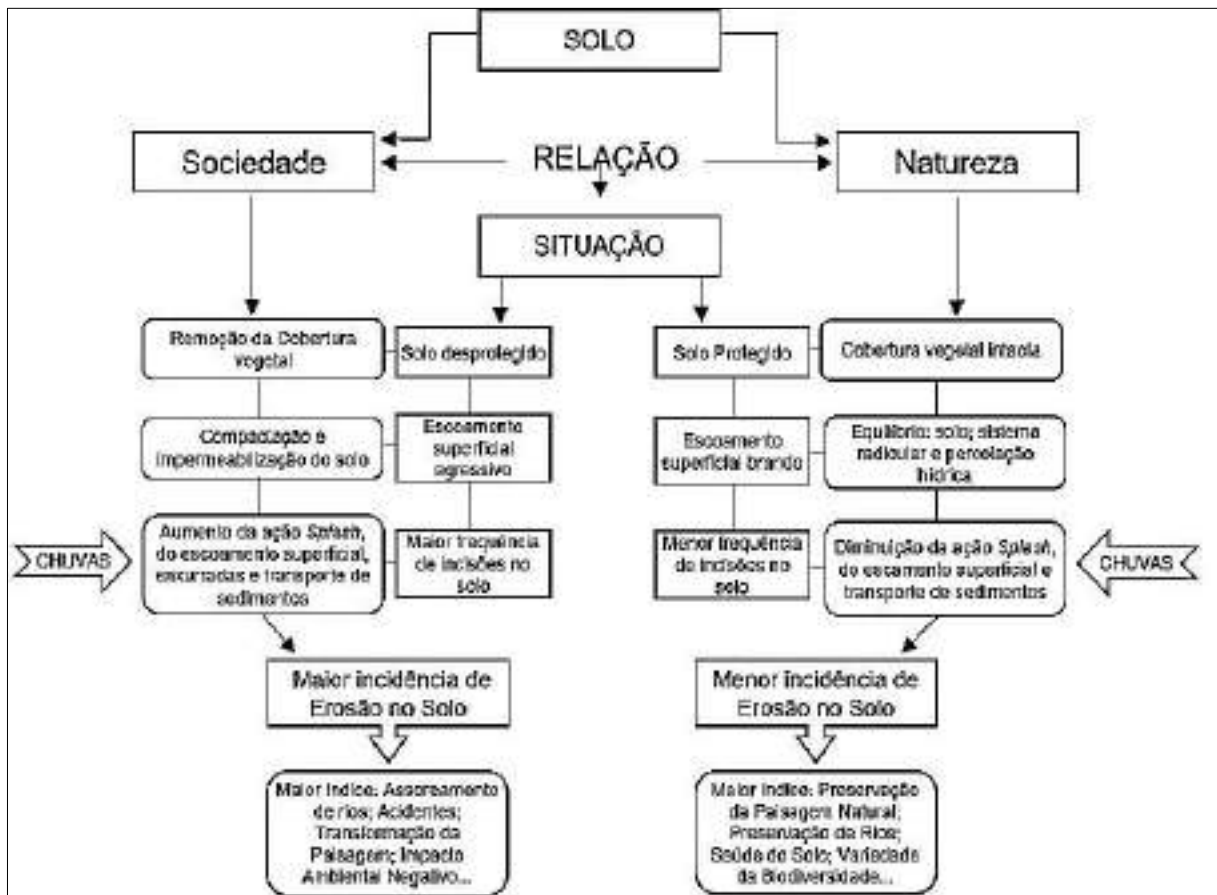 SOLO
Sociedade
RELAÇÃO
Natureza
SITUAÇÃO
Remoção da Cobertura
vegetal
Solo desprotegido
Solo Protegido
Cobertura vegetal intacta
Compactação e
impermeabilização do solo
Escoamento
superficial
agressivo
Escoamento
superficial brando
Equilíbrio: solo; sistema
radicular e percolação
hídrica
CHUVAS
Aumento da ação Splash,
do escoamento superficial,
enxurradas e transporte de
sedimentos
Maior frequência
de incisões no
solo
Menor frequência
de incisões no
solo
Diminuição da ação Splash,
do escamento superficial e
transporte de sedimentos
CHUVAS
Maior incidência de
Erosão no Solo
Menor incidência de
Erosão no Solo
Maior índice: Assoreamento
de rios; Acidentes;
Transformação da
Paisagem; Impacto
Ambiental Negativo...
Maior índice: Preservação
da Paisagem Natural;
Preservação de Rios;
Saúde do Solo; Variedade
da Biodiversidade...